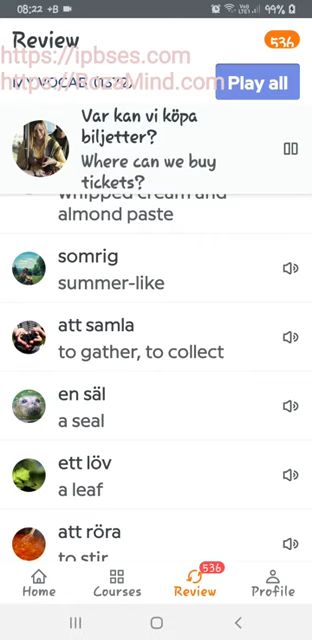 08:22 +B
99%
Review
536
https://ipbses.com
https://RosaMind.com
Play all
Var kan vi köpa
biljetter?
Where can we buy
tickets?
whipped cream and
almond paste
somrig
summer-like
att samla
to gather, to collect
en säl
a seal
ett löv
a leaf
att röra
to stir
536
Home
Courses
Review
Profile